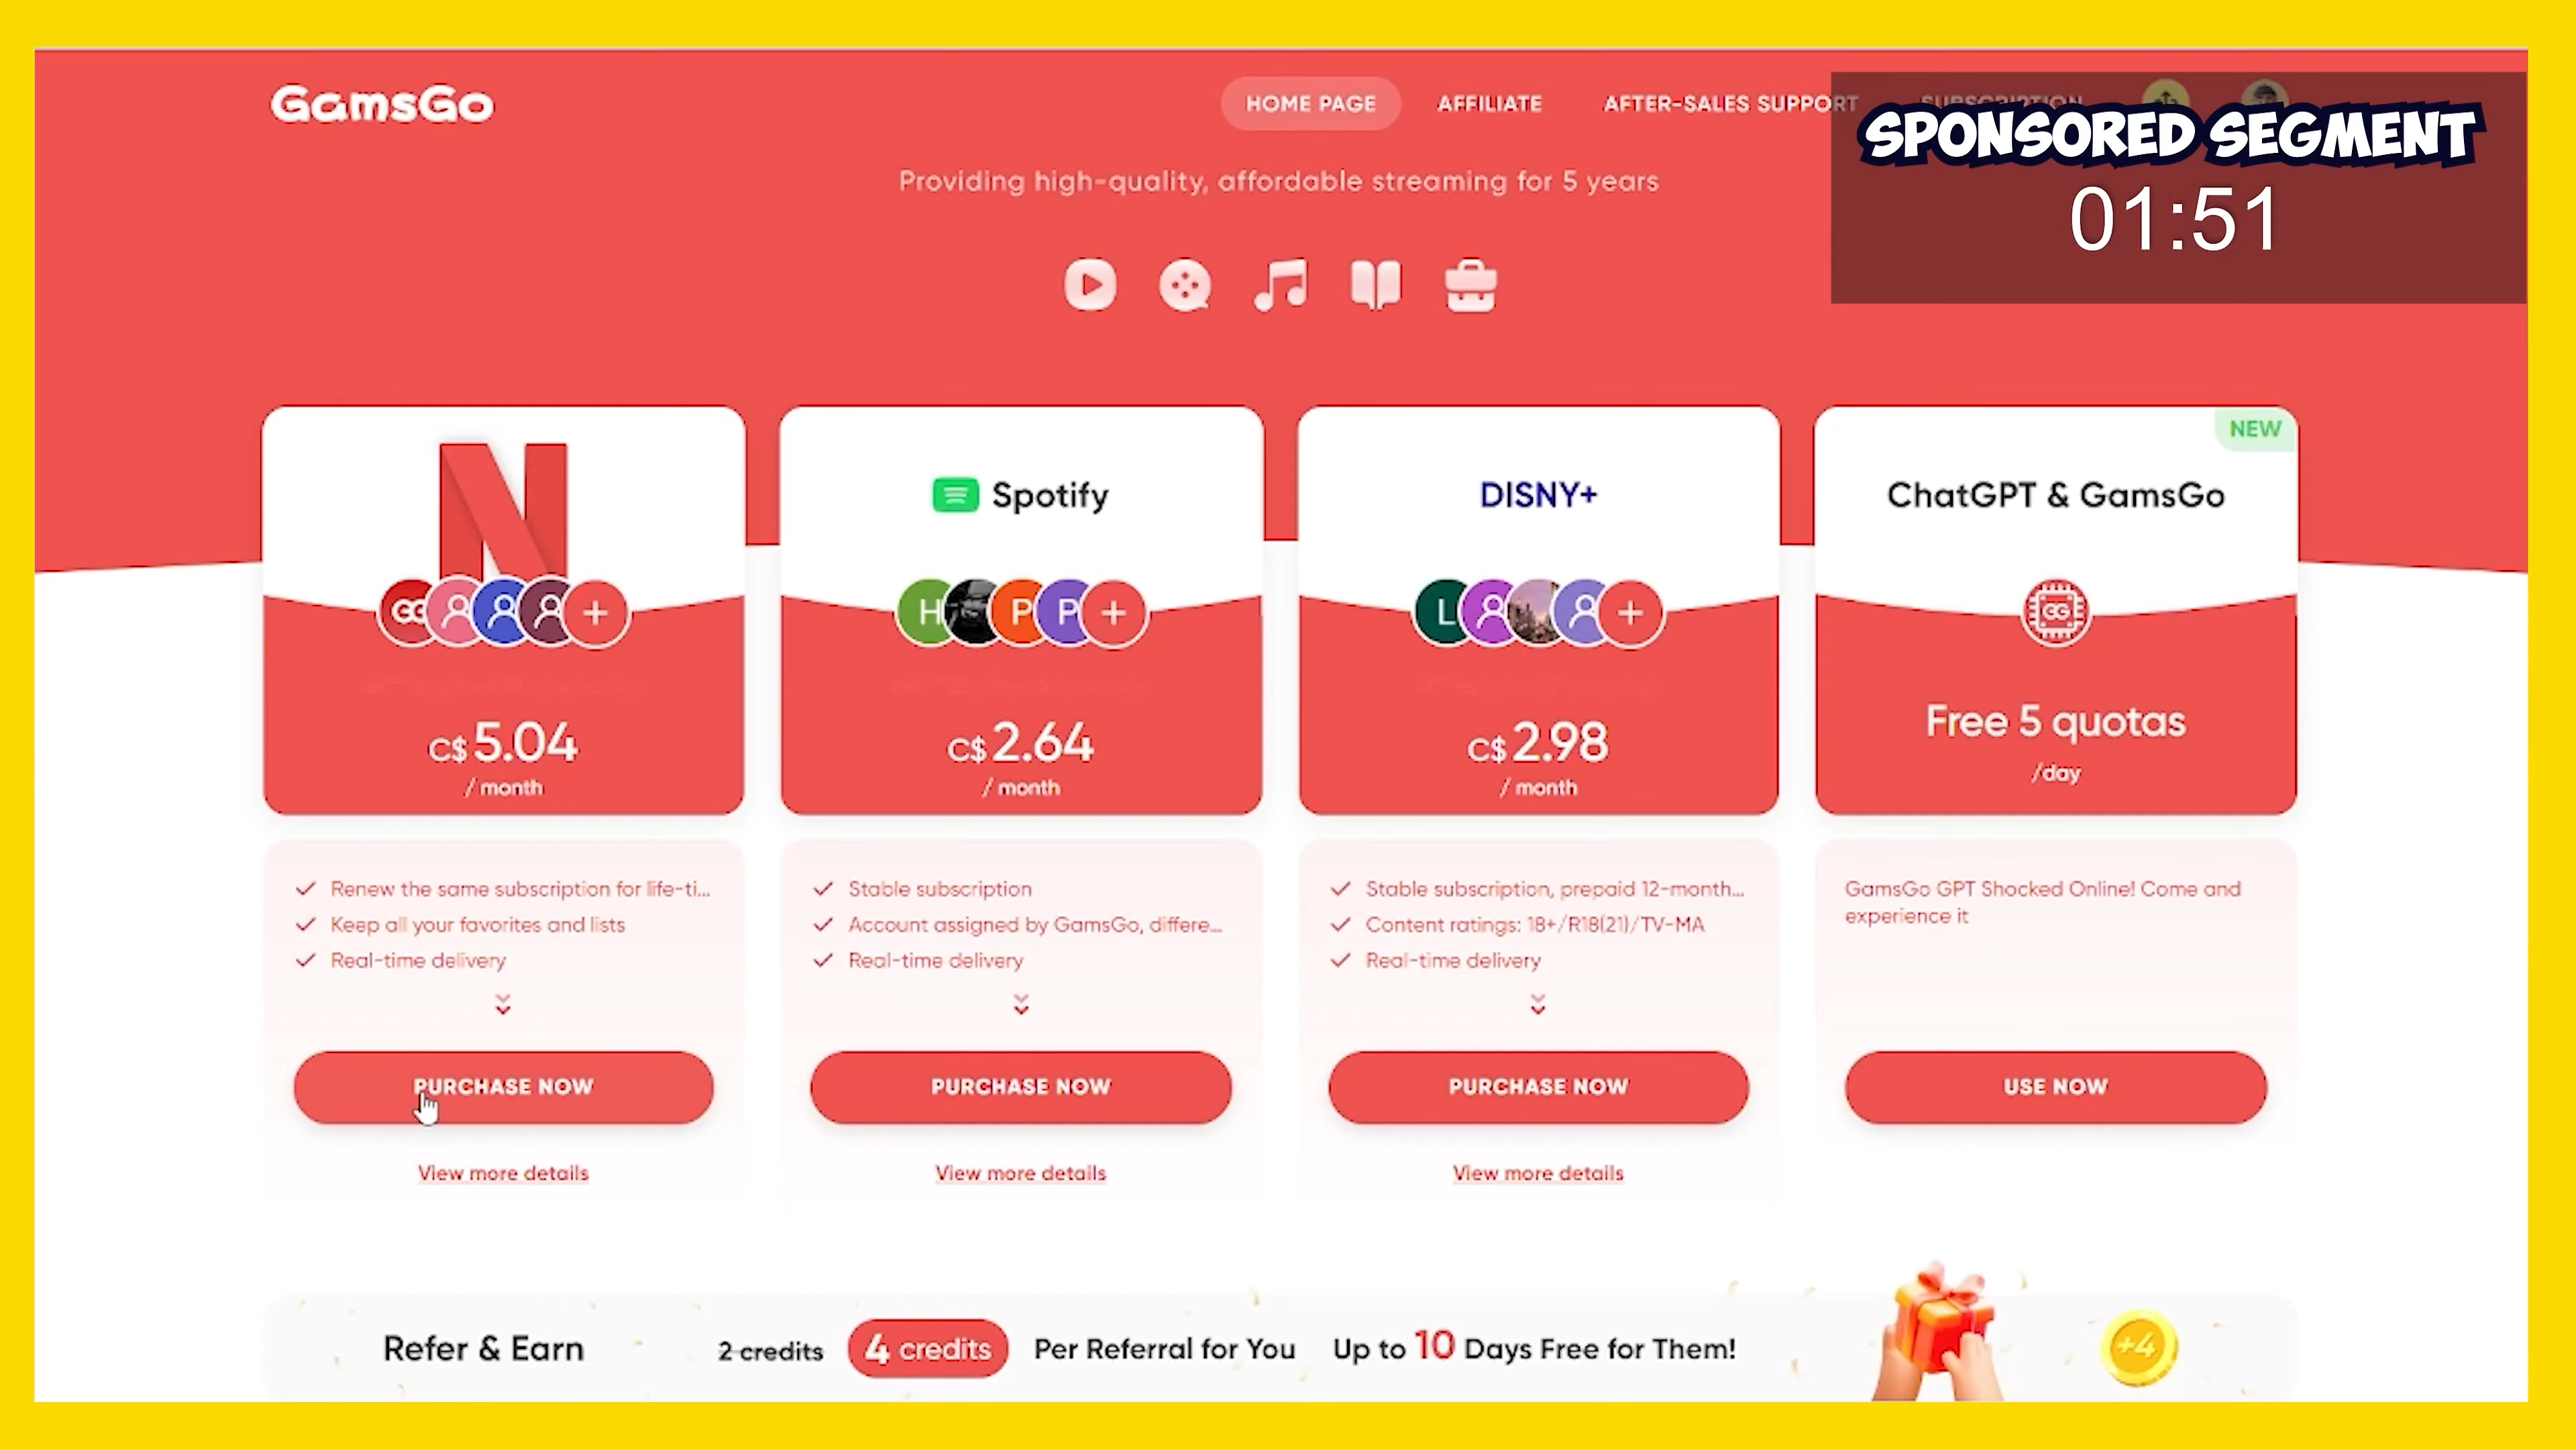 GamsGo
HOME PAGE
AFFILIATE
AFTER-SALES SUPPORT
SUBSCRIPTION
SPONSORED SEGMENT
01:51
Providing high-quality, affordable streaming for 5 years
N
Spotify
DISNY+
NEW
ChatGPT & GamsGo
GG
+
H
P
P
+
L
+
GG
C$ 5.04
/ month
C$ 2.64
/ month
C$ 2.98
/ month
Free 5 quotas
/day
Renew the same subscription for life-ti...
Keep all your favorites and lists
Real-time delivery
Stable subscription
Account assigned by GamsGo, differe...
Real-time delivery
Stable subscription, prepaid 12-month...
Content ratings: 18+/R18(21)/TV-MA
Real-time delivery
GamsGo GPT Shocked Online! Come and
experience it
PURCHASE NOW
PURCHASE NOW
PURCHASE NOW
USE NOW
View more details
View more details
View more details
Refer & Earn
2 credits
4 credits
Per Referral for You
Up to 10 Days Free for Them!
+4